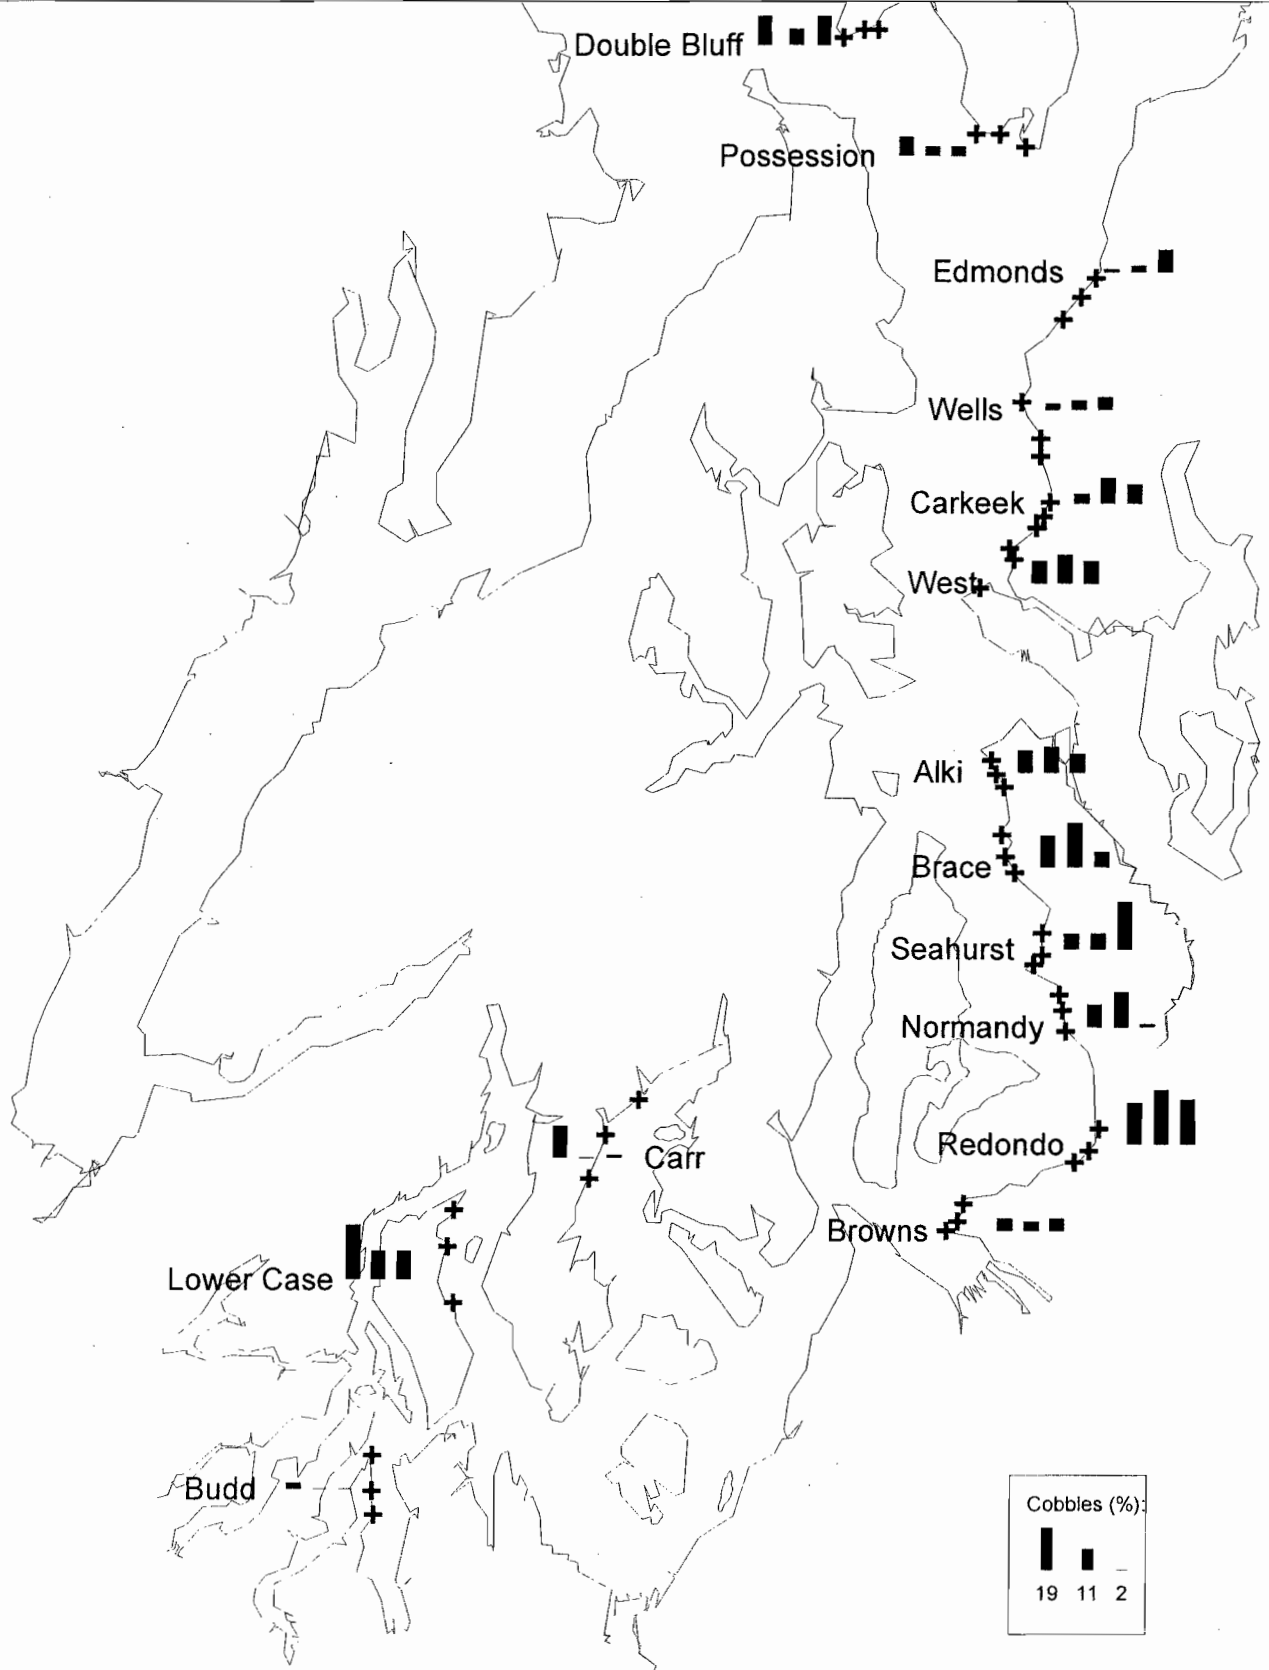 Double Bluff
Possession
Edmonds
Wells
Carkeek
West
Alki
Brace
Seahurst
Normandy
Redondo
Carr
Browns
Lower Case
Budd
Cobbles (%):
19 11 2